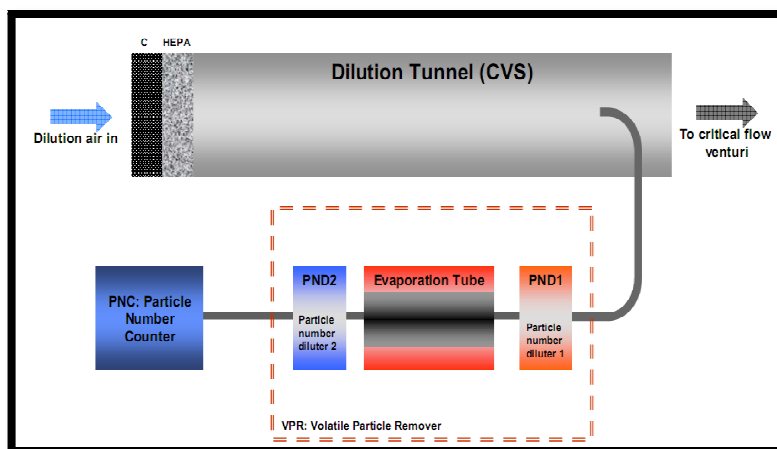 C HEPA
Dilution Tunnel (CVS)
Dilution air in
To critical flow
venturi
PNC: Particle
Number
Counter
PND2
Particle
number
diluter 2
Evaporation Tube
PND1
Particle
number
diluter 1
VPR: Volatile Particle Remover